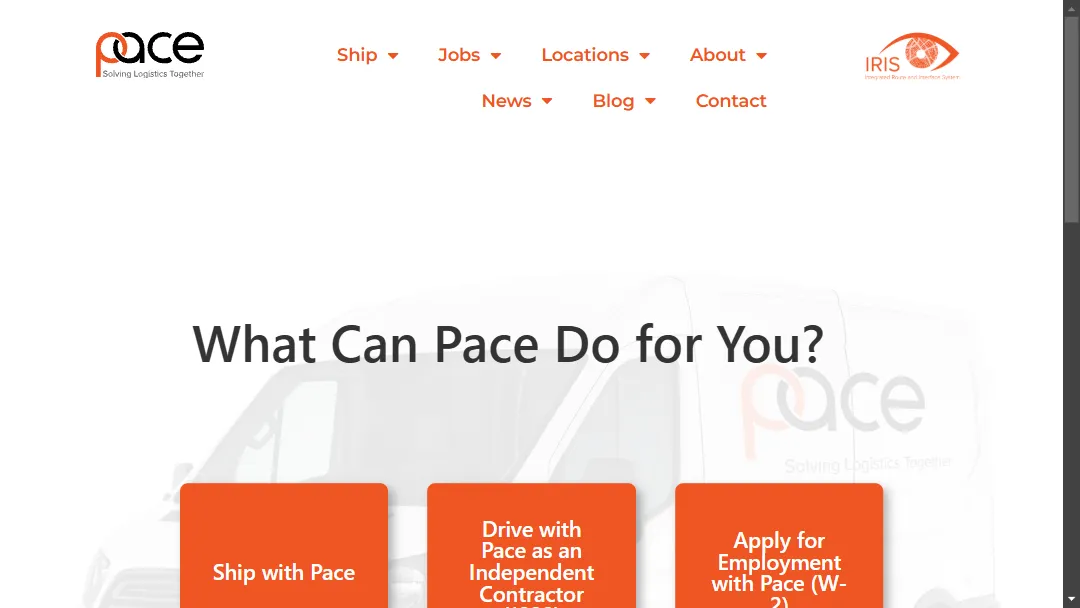 pace
Solving Logistics Together
Ship
Jobs
Locations
About
News
Blog
Contact
IRIS
Integrated Route and Interface System
What Can Pace Do for You?
pace
Solving Logistics Together
Ship with Pace
Drive with
Pace as an
Independent
Contractor
Apply for
Employment
with Pace (W-
2)